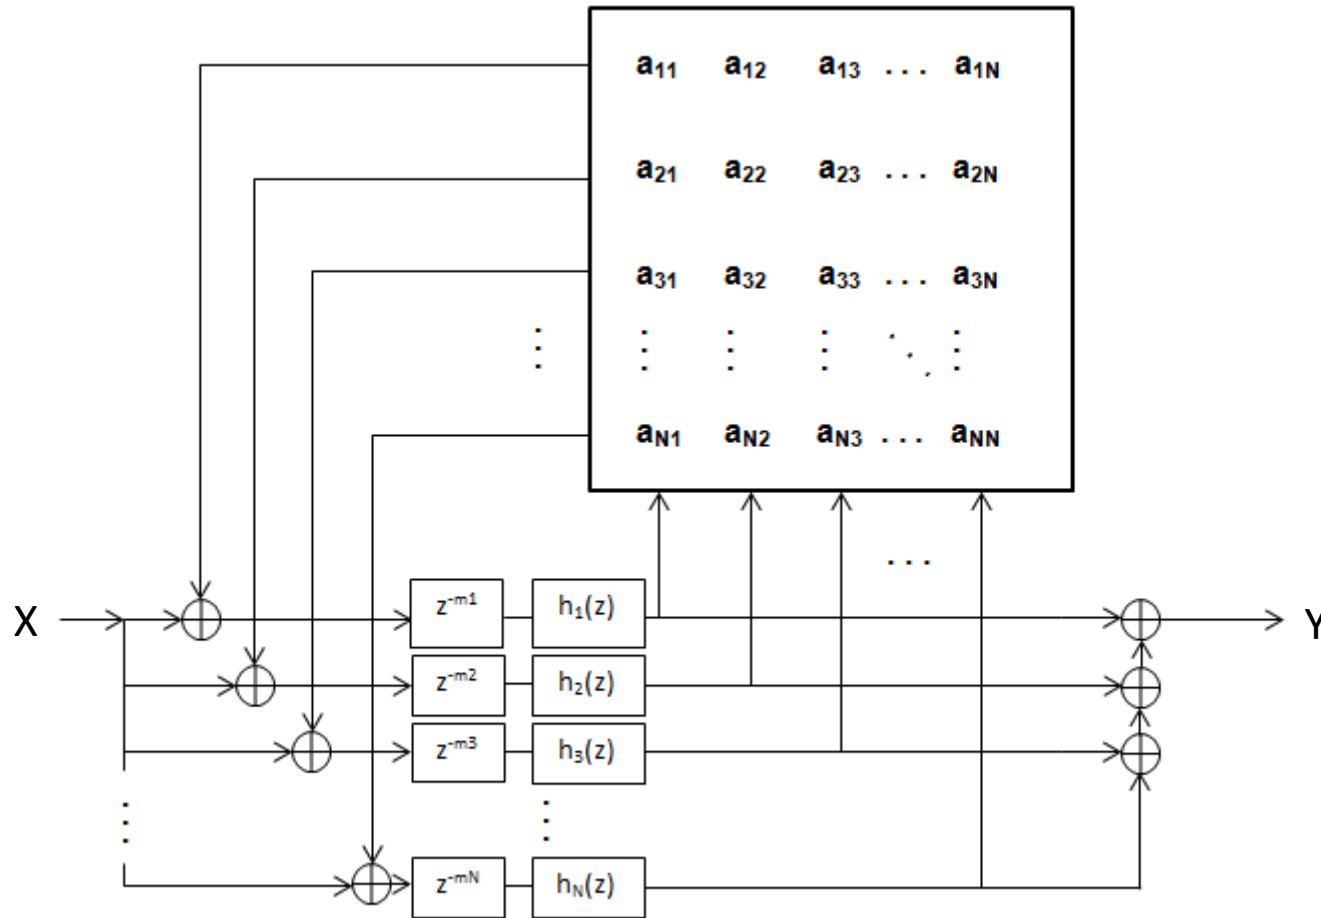 a₁₁ a₁₂ a₁₃ . . . a₁N
a₂₁ a₂₂ a₂₃ . . . a₂N
a₃₁ a₃₂ a₃₃ . . . a₃N
aN₁ aN₂ aN₃ . . . aNN
. . .
X z⁻ᵐ¹ h₁(z) Y
z⁻ᵐ² h₂(z)
z⁻ᵐ³ h₃(z)
z⁻ᵐᴺ hN(z)